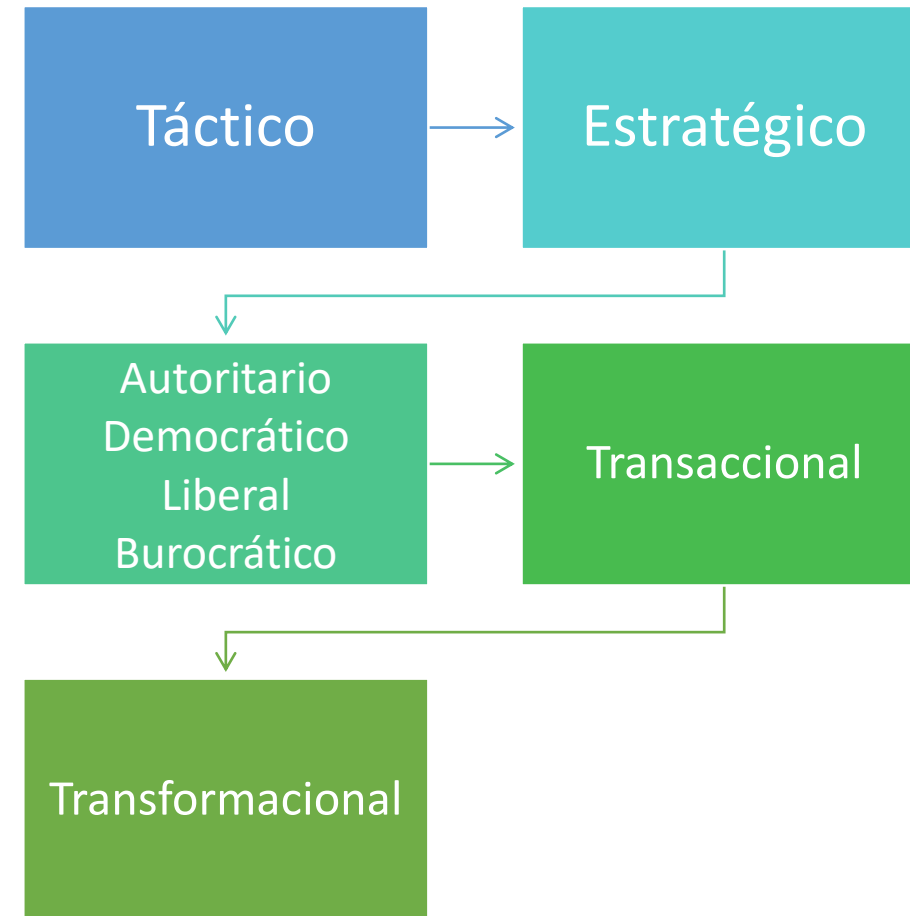 Táctico
Estratégico
Autoritario
Democrático
Liberal
Burocrático
Transaccional
Transformacional